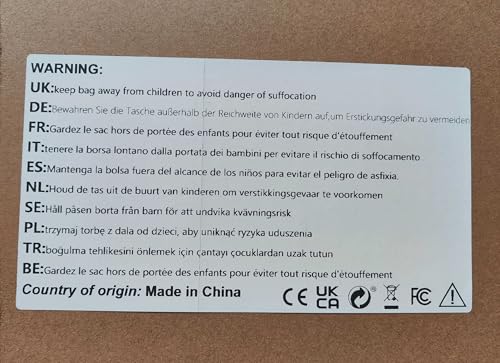 WARNING:
UK:keep bag away from children to avoid danger of suffocation
DE:Bewahren Sie die Tasche außerhalb der Reichweite von Kindern auf,um Erstickungsgefahr zu vermeiden
FR:Gardez le sac hors de portée des enfants pour éviter tout risque d'étouffement
IT:tenere la borsa lontano dalla portata dei bambini per evitare il rischio di soffocamento
ES:Mantenga la bolsa fuera del alcance de los niños para evitar el peligro de asfixia.
NL:Houd de tas uit de buurt van kinderen om verstikkingsgevaar te voorkomen
SE:Håll påsen borta från barn för att undvika kvävningsrisk
PL:trzymaj torbę z dala od dzieci, aby uniknąć ryzyka uduszenia
TR:boğulma tehlikesini önlemek için çantayı çocuklardan uzak tutun
BE:Gardez le sac hors de portée des enfants pour éviter tout risque d'étouffement
Country of origin: Made in China
CE UK CA FC